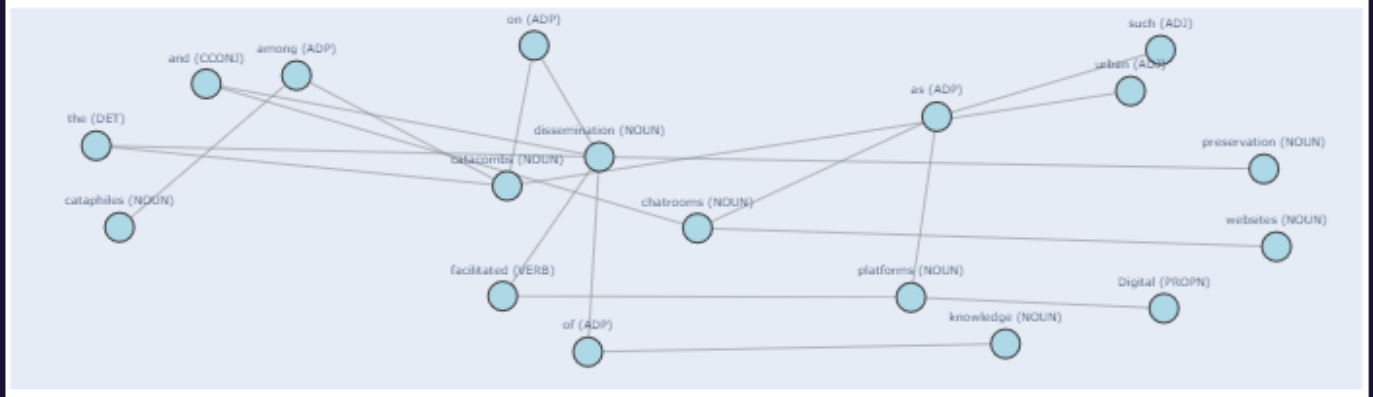 on (ADP)
such (ADJ)
among (ADP)
and (CCONJ)
urban (ADJ)
as (ADP)
the (DET)
dissemination (NOUN)
preservation (NOUN)
catacombs (NOUN)
cataphiles (NOUN)
chatrooms (NOUN)
websites (NOUN)
facilitated (VERB)
platforms (NOUN)
Digital (PROPN)
knowledge (NOUN)
of (ADP)